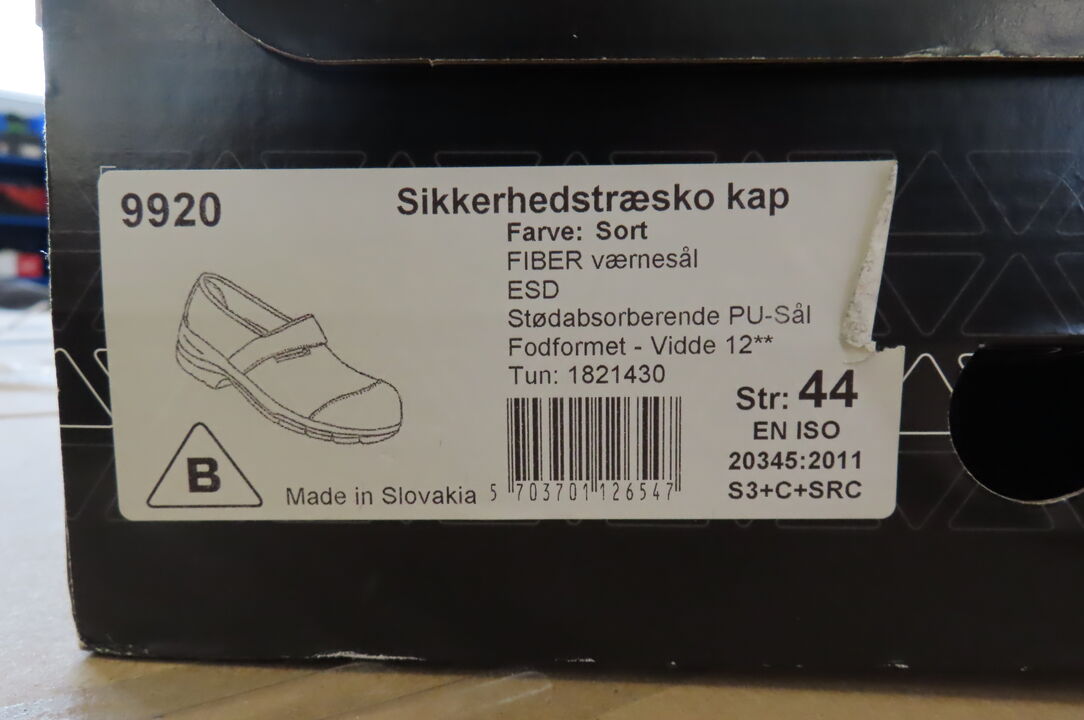 9920
Sikkerhedstræsko kap
Farve: Sort
FIBER værnesål
ESD
Stødabsorberende PU-Sål
Fodformet - Vidde 12**
Tun: 1821430
Str: 44
EN ISO
20345:2011
S3+C+SRC
B
Made in Slovakia
5 703701 126547